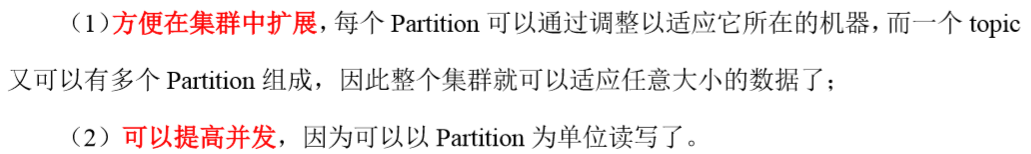 （1）方便在集群中扩展，每个 Partition 可以通过调整以适应它所在的机器，而一个 topic
又可以有多个 Partition 组成，因此整个集群就可以适应任意大小的数据了；
（2）可以提高并发，因为可以以 Partition 为单位读写了。